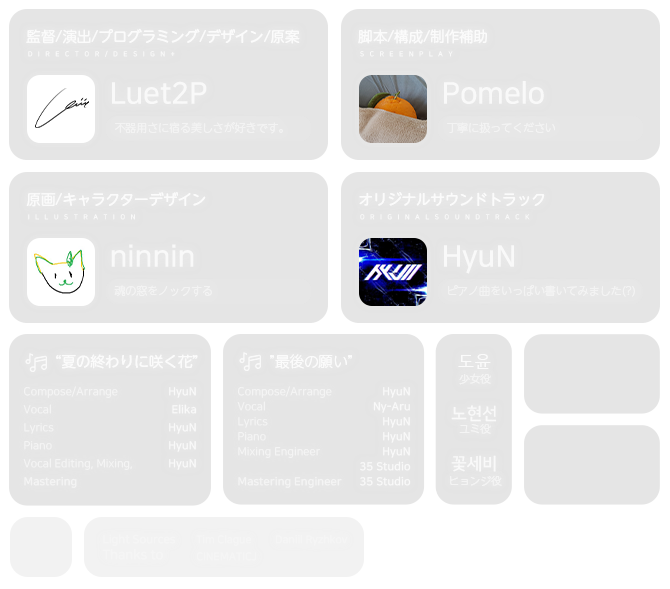 監督/演出/プログラミング/デザイン/原案
DIRECTOR/DESIGN+
Luet2P
不器用さに宿る美しさが好きです。
脚本/構成/制作補助
SCREENPLAY
Pomelo
丁寧に扱ってください
原画/キャラクターデザイン
ILLUSTRATION
ninnin
魂の窓をノックする
オリジナルサウンドトラック
ORIGINALSOUNDTRACK
HyuN
HyuN
ピアノ曲をいっぱい書いてみました(?)
"夏の終わりに咲く花"
Compose/Arrange HyuN
Vocal Elika
Lyrics HyuN
Piano HyuN
Vocal Editing, Mixing, HyuN
Mastering
"最後の願い"
Compose/Arrange HyuN
Vocal Ny-Aru
Lyrics HyuN
Piano HyuN
Mixing Engineer HyuN
35 Studio
Mastering Engineer 35 Studio
도윤
少女役
노현선
ユミ役
꽃세비
ヒョンジ役